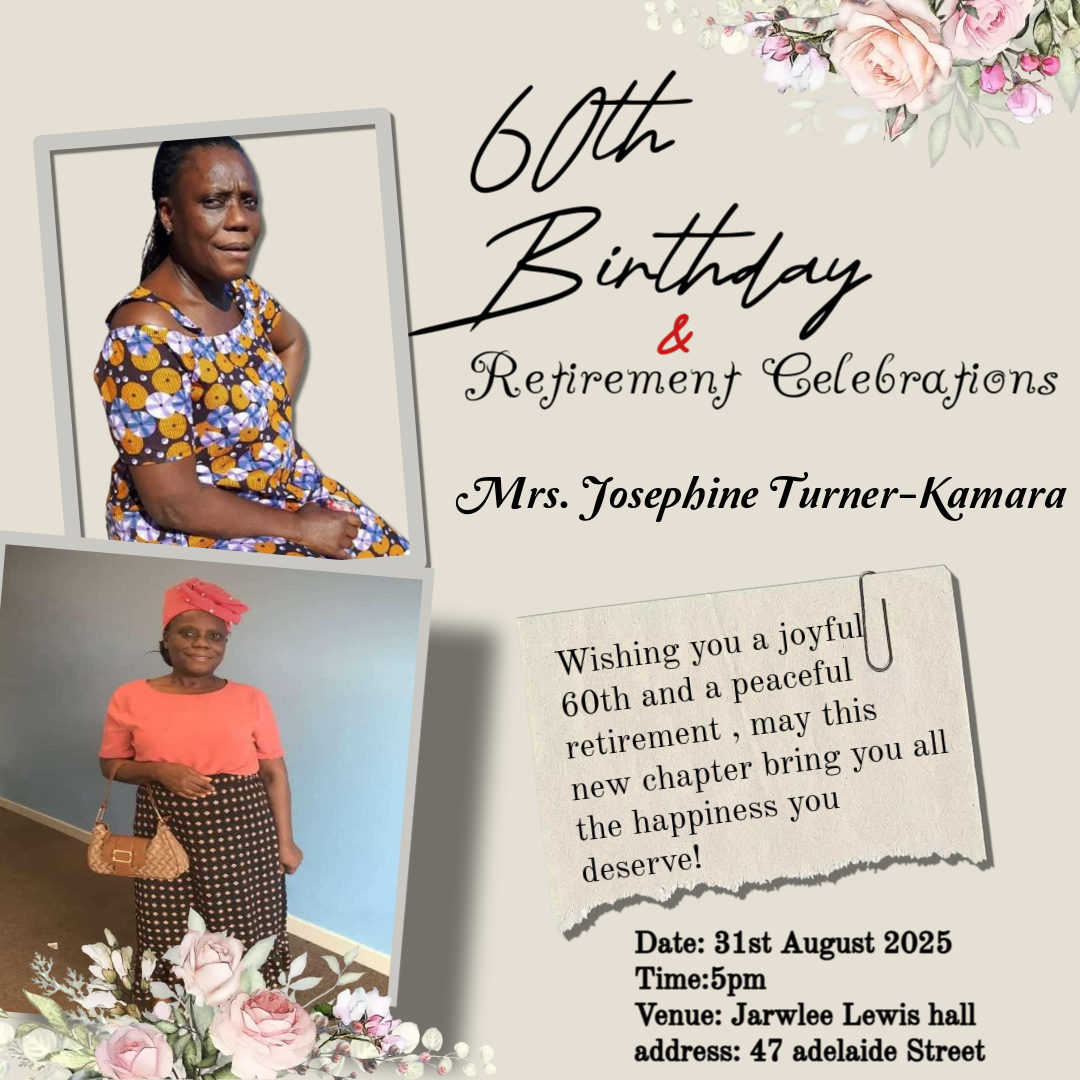 60th
Birthday
&
Retirement Celebrations
Mrs. Josephine Turner-Kamara
Wishing you a joyful
60th and a peaceful
retirement , may this
new chapter bring you all
the happiness you
deserve!
Date: 31st August 2025
Time:5pm
Venue: Jarwlee Lewis hall
address: 47 adelaide Street